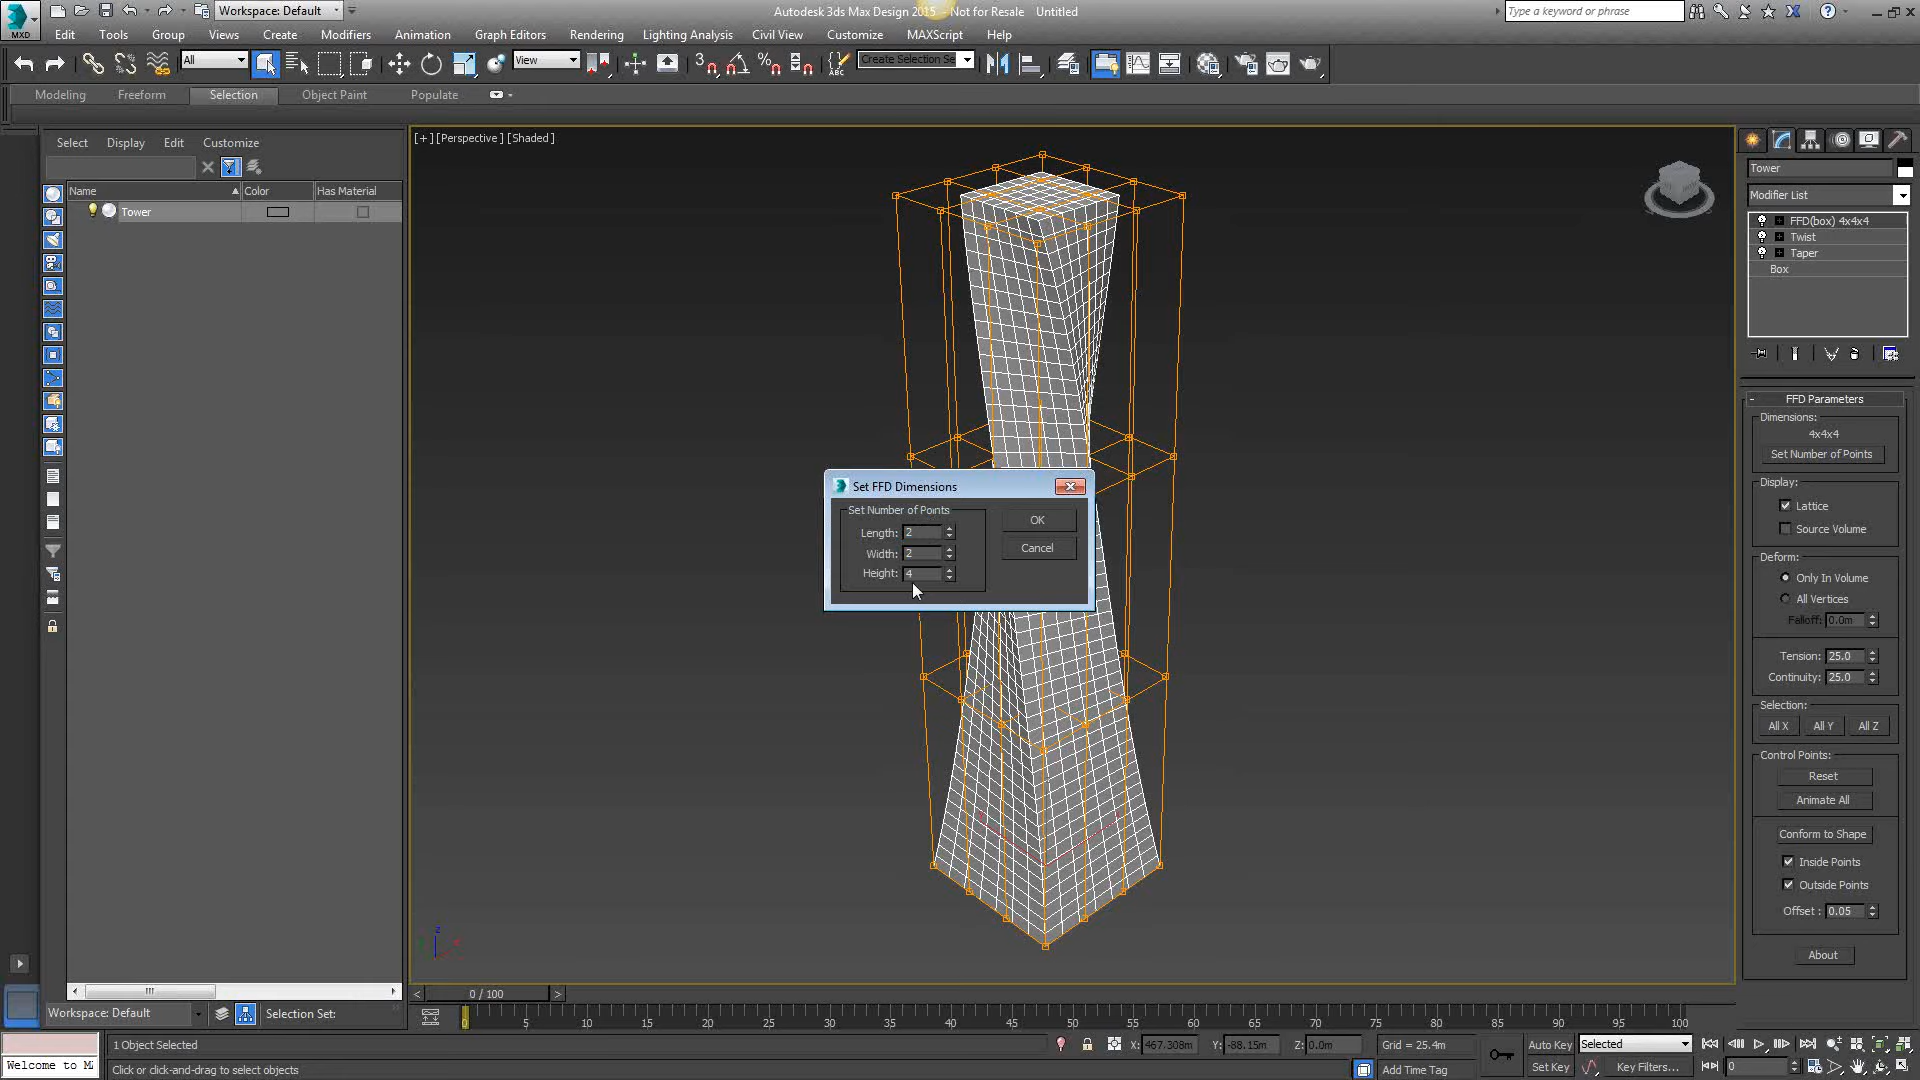 Workspace: Default
Autodesk 3ds Max Design 2015 - Not for Resale Untitled
Type a keyword or phrase
MXD
Edit Tools Group Views Create Modifiers Animation Graph Editors Rendering Lighting Analysis Civil View Customize MAXScript Help
All
View
3
ABC
Create Selection Se
Modeling Freeform Selection Object Paint Populate
Select Display Edit Customize
Name Color Has Material
Tower
[+] [Perspective] [Shaded]
Tower
Modifier List
FFD(box) 4x4x4
Twist
Taper
Box
FFD Parameters
Dimensions:
4x4x4
Set Number of Points
Display:
Lattice
Source Volume
Deform:
Only In Volume
All Vertices
Falloff: 0.0m
Tension: 25.0
Continuity: 25.0
Selection:
All X All Y All Z
Control Points:
Reset
Animate All
Conform to Shape
Inside Points
Outside Points
Offset : 0.05
About
Set FFD Dimensions
Set Number of Points
Length: 2
Width: 2
Height: 4
OK
Cancel
z
x
0 / 100
Workspace: Default
Selection Set:
0 5 10 15 20 25 30 35 40 45 50 55 60 65 70 75 80 85 90 95 100
1 Object Selected
X: 467.308m Y: -88.15m Z: 0.0m
Grid = 25.4m
Auto Key Selected
Welcome to M
Click or click-and-drag to select objects
Add Time Tag
Set Key Key Filters...
0